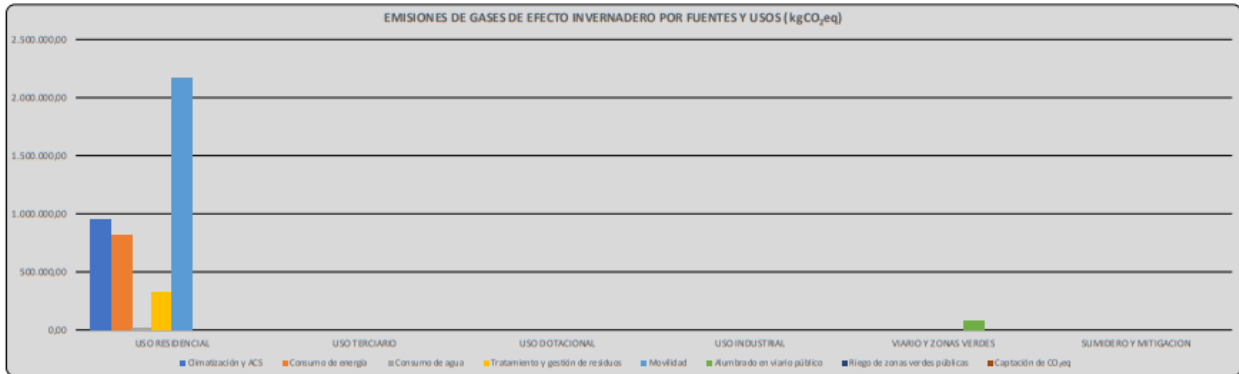 EMISIONES DE GASES DE EFECTO INVERNADERO POR FUENTES Y USOS (kgCO₂eq)
2.500.000,00
2.000.000,00
1.500.000,00
1.000.000,00
500.000,00
0,00
USO RESIDENCIAL USO TERCIARIO USO DOTACIONAL USO INDUSTRIAL VIARIO Y ZONAS VERDES SUMIDERO Y MITIGACION
Climatización y ACS Consumo de energía Consumo de agua Tratamiento y gestión de residuos Movilidad Alumbrado en viario público Riego de zonas verdes públicas Captación de CO₂eq